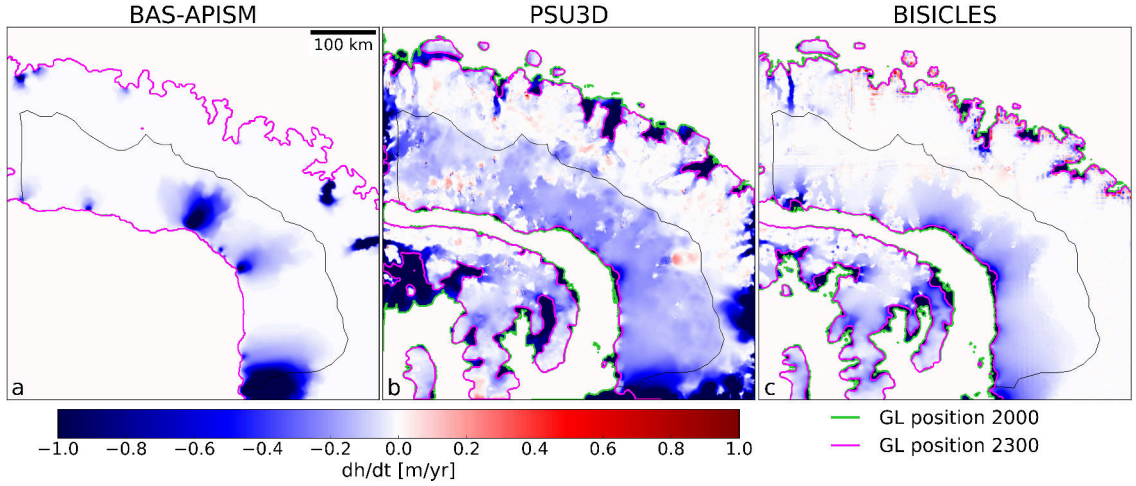 BAS-APISM PSU3D BISICLES
100 km
a b c
−1.0 −0.8 −0.6 −0.4 −0.2 0.0 0.2 0.4 0.6 0.8 1.0
dh/dt [m/yr]
GL position 2000
GL position 2300